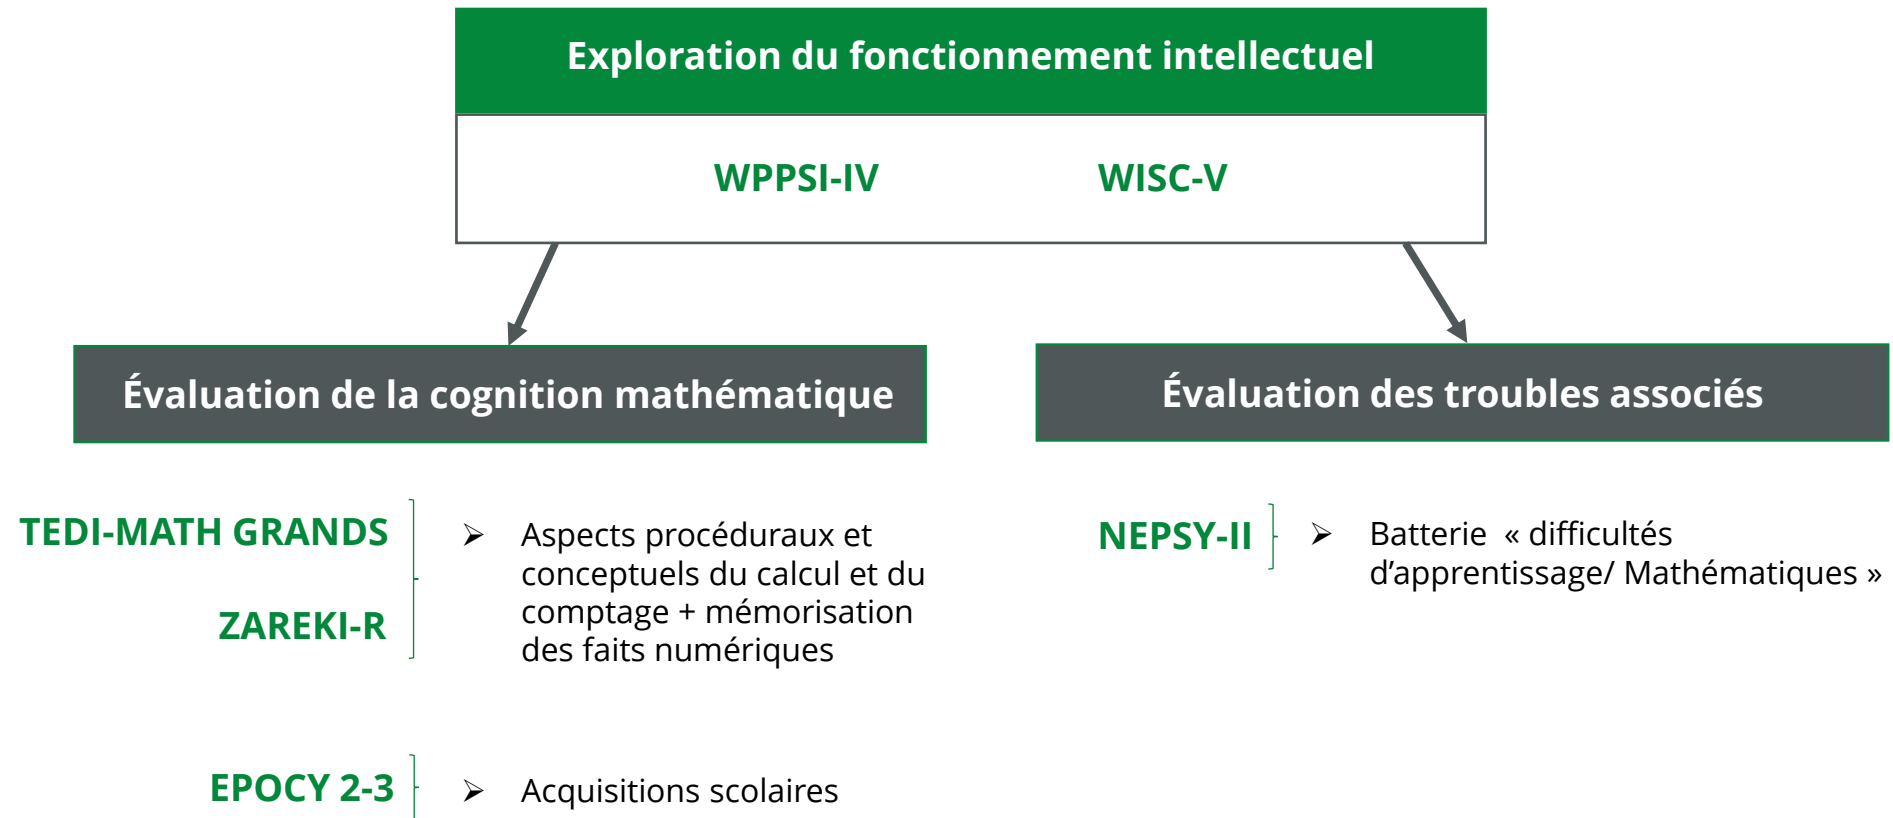 Exploration du fonctionnement intellectuel
WPPSI-IV
WISC-V
Évaluation de la cognition mathématique
TEDI-MATH GRANDS
ZAREKI-R
Aspects procéduraux et
conceptuels du calcul et du
comptage + mémorisation
des faits numériques
EPOCY 2-3
Acquisitions scolaires
Évaluation des troubles associés
NEPSY-II
Batterie « difficultés
d’apprentissage/ Mathématiques »